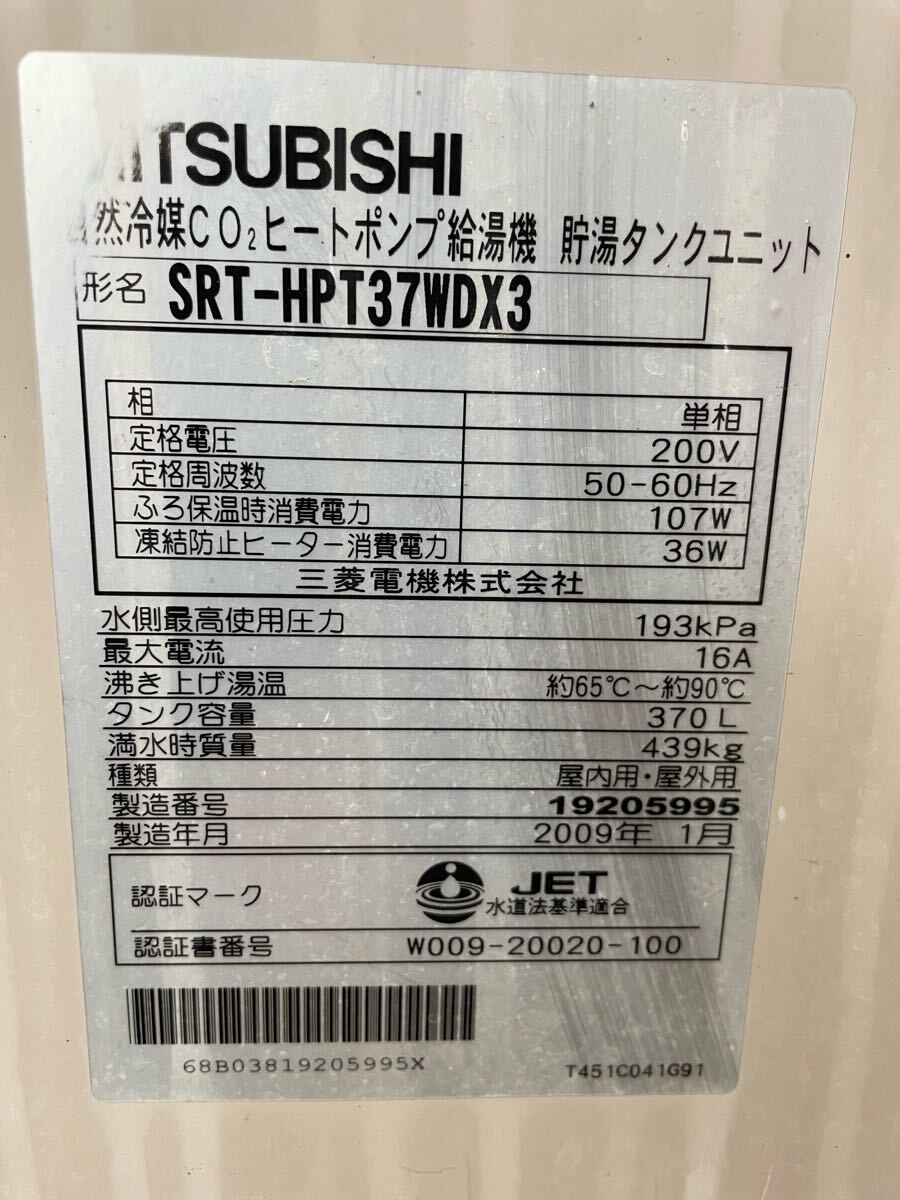 MITSUBISHI
然冷媒CO₂ヒートポンプ給湯機 貯湯タンクユニット
形名 SRT-HPT37WDX3
相 単相
定格電圧 200V
定格周波数 50-60Hz
ふろ保温時消費電力 107W
凍結防止ヒーター消費電力 36W
三菱電機株式会社
水側最高使用圧力 193kPa
最大電流 16A
沸き上げ湯温 約65℃～約90℃
タンク容量 370L
満水時質量 439kg
種類 屋内用・屋外用
製造番号 19205995
製造年月 2009年 1月
認証マーク JET
水道法基準適合
認証書番号 W009-20020-100
68B03819205995X
T451C041G91